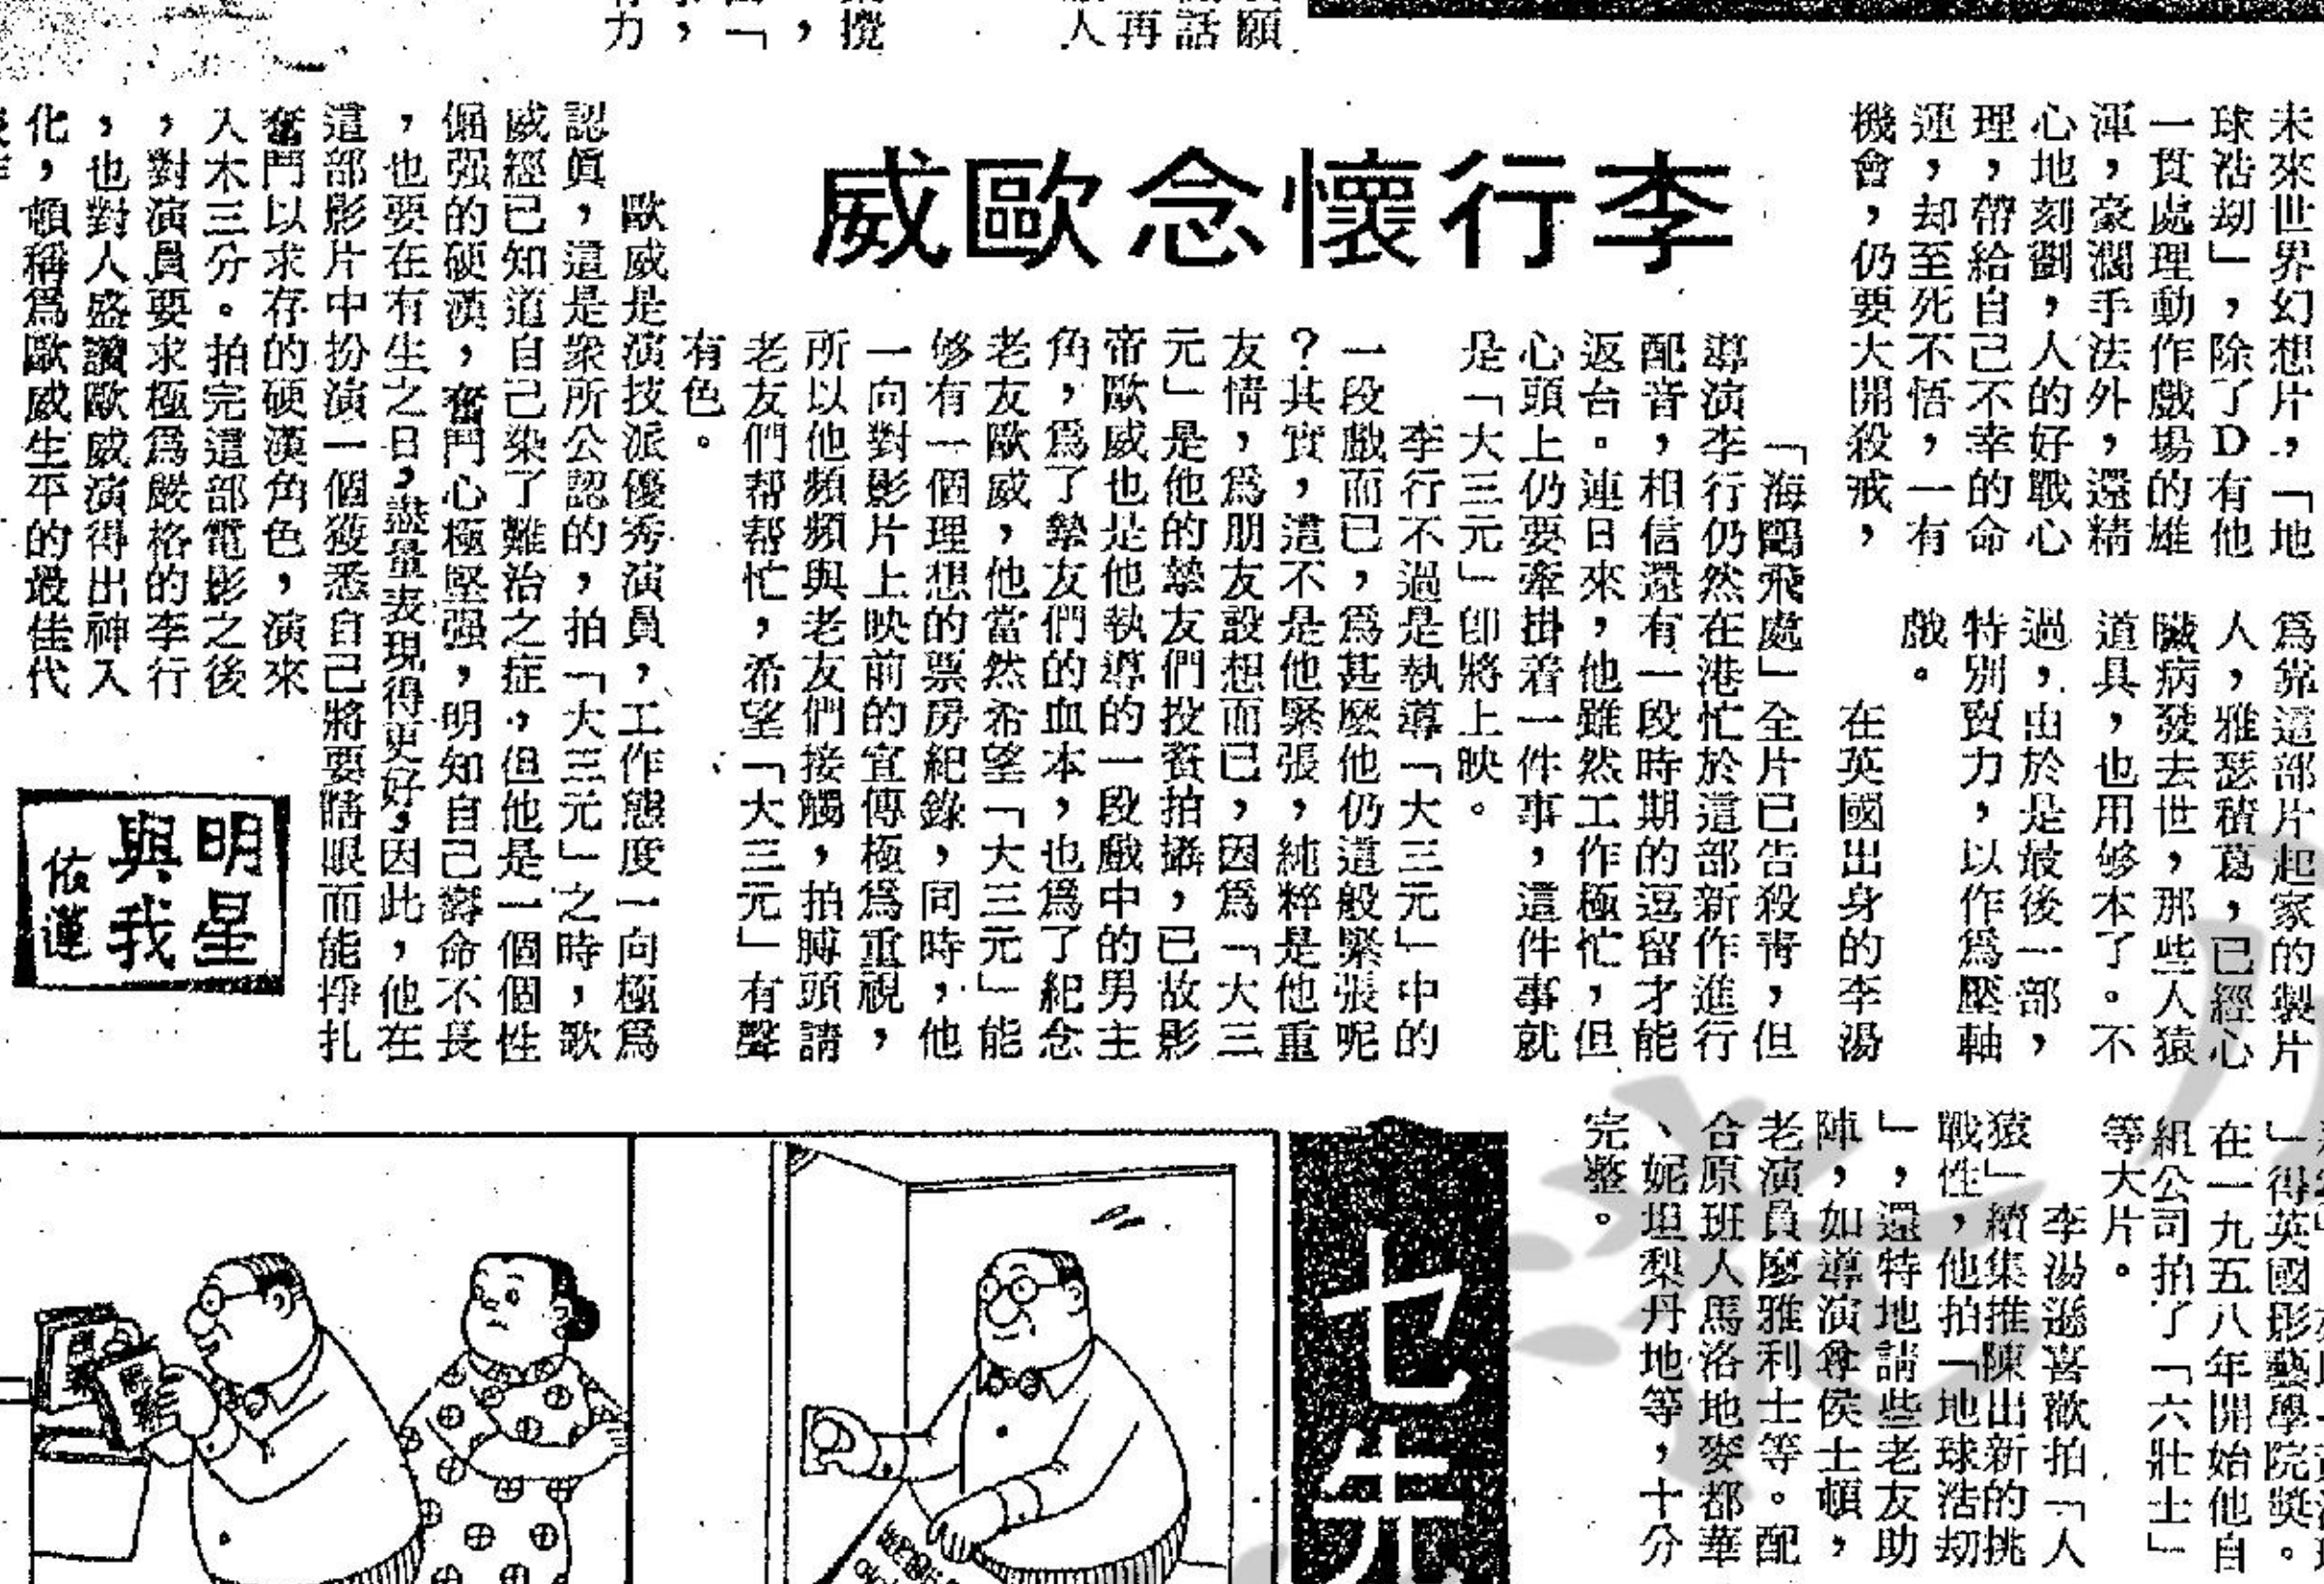 未來世界幻想片，「地
球浩刧」，除了D有他
一貫處理動作戲場的雄
渾，豪濶手法外，還精
心地刻劃，人的好戰心
理，帶給自己不幸的命
運，却至死不悟，一有
機會，仍要大開殺戒，
爲靠這部片起家的製片
人，雅瑟積葛，已經心
臟病發去世，那些人猿
道具，也用够本了。不
過，由於是最後一部，
特別賣力，以作爲壓軸
戲。
在英國出身的李湯
」得英國影藝學院獎。
在一九五八年開始他自
組公司拍了「六壯士」
等大片。
李湯遜喜歡拍「人
猿」續集推陳出新的挑
戰性，他拍「地球浩刧
」，還特地請些老友助
陣，如導演尊侯士頓，
老演員廖雅利士等。配
合原班人馬洛地麥都華
、妮坦梨丹地等，十分
完整。
李行懷念歐威
「海鷗飛處」全片已告殺靑，但
導演李行仍然在港忙於這部新作進行
配音，相信還有一段時期的逗留才能
返台。連日來，他雖然工作極忙，但
心頭上仍要牽掛着一件事，這件事就
是「大三元」卽將上映。
李行不過是執導「大三元」中的
一段戲而已，爲甚麼他仍這般緊張呢
？其實，這不是他緊張，純粹是他重
友情，爲朋友設想而已，因爲「大三
元」是他的摯友們投資拍攝，已故影
帝歐威也是他執導的一段戲中的男主
角，爲了摯友們的血本，也爲了紀念
老友歐威，他當然希望「大三元」能
够有一個理想的票房紀錄，同時，他
一向對影片上映前的宣傳極爲重視，
所以他頻頻與老友們接觸，拍膊頭請
老友們帮帮忙，希望「大三元」有聲
有色。
歐威是演技派優秀演員，工作態度一向極爲
認眞，這是衆所公認的，拍「大三元」之時，歐
威經已知道自己染了難治之症，但他是一個個性
倔强的硬漢，奮鬥心極堅强，明知自己壽命不長
，也要在有生之日，盡量表現得更好，因此，他在
這部影片中扮演一個獲悉自己將要瞎眼而能掙扎
奮鬥以求存的硬漢角色，演來
入木三分。拍完這部電影之後
，對演員要求極爲嚴格的李行
，也對人盛讚歐威演得出神入
化，頓稱爲歐威生平的最佳代
明星
與我
依蓮
攪
，
力
願
話
再
人